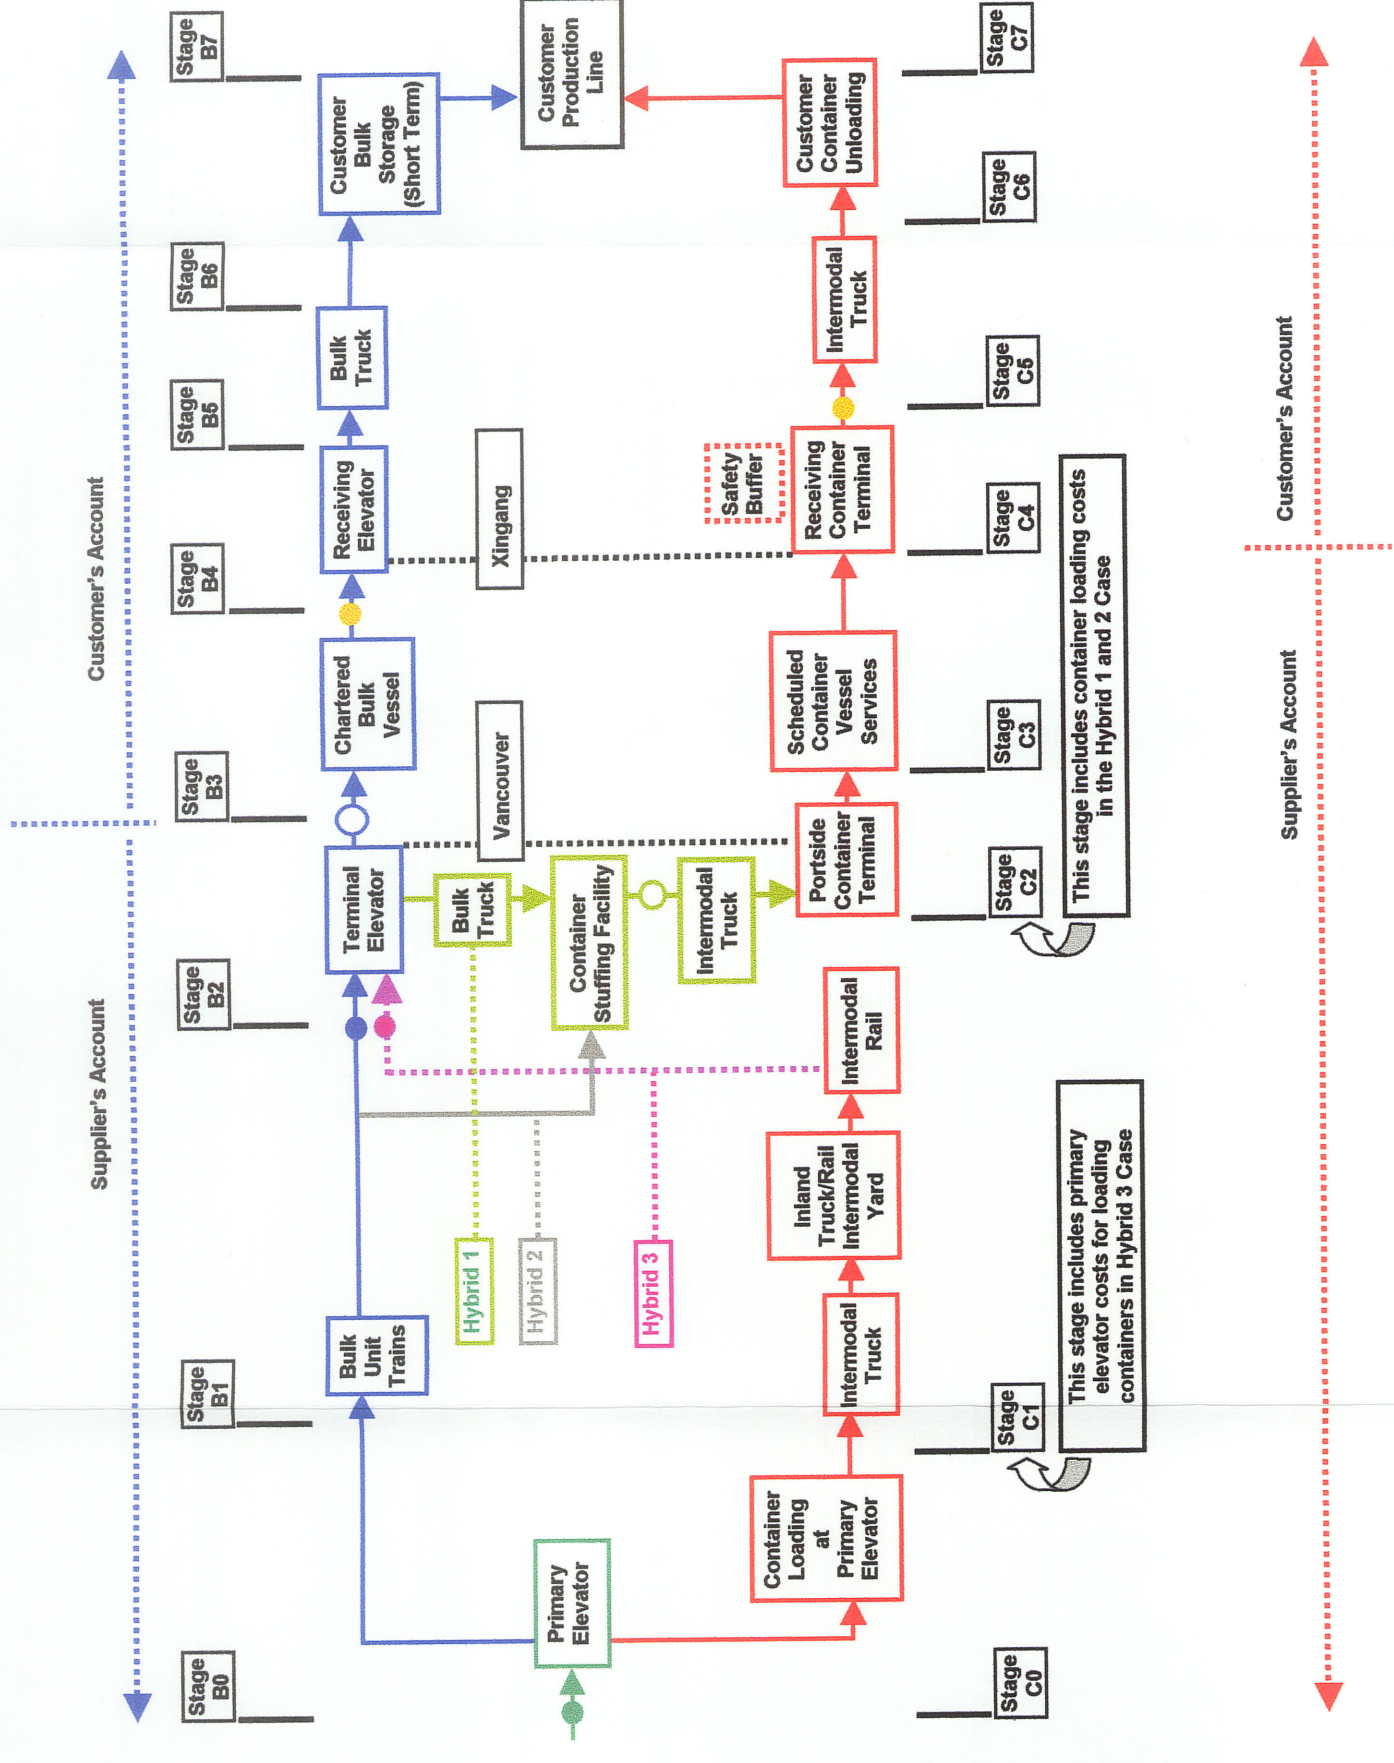 Supplier's Account
Customer's Account
Stage
B0
Stage
B1
Stage
B2
Stage
B3
Stage
B4
Stage
B5
Stage
B6
Stage
B7
Bulk
Unit
Trains
Terminal
Elevator
Chartered
Bulk
Vessel
Receiving
Elevator
Bulk
Truck
Customer
Bulk
Storage
(Short Term)
Hybrid 1
Bulk
Truck
Vancouver
Xingang
Hybrid 2
Primary
Elevator
Container
Stuffing Facility
Customer
Production
Line
Hybrid 3
Intermodal
Truck
Safety
Buffer
Container
Loading
at
Primary
Elevator
Intermodal
Truck
Inland
Truck/Rail
Intermodal
Yard
Intermodal
Rail
Portside
Container
Terminal
Scheduled
Container
Vessel
Services
Receiving
Container
Terminal
Intermodal
Truck
Customer
Container
Unloading
Stage
C0
Stage
C1
Stage
C2
Stage
C3
Stage
C4
Stage
C5
Stage
C6
Stage
C7
This stage includes primary
elevator costs for loading
containers in Hybrid 3 Case
This stage includes container loading costs
in the Hybrid 1 and 2 Case
Supplier's Account
Customer's Account